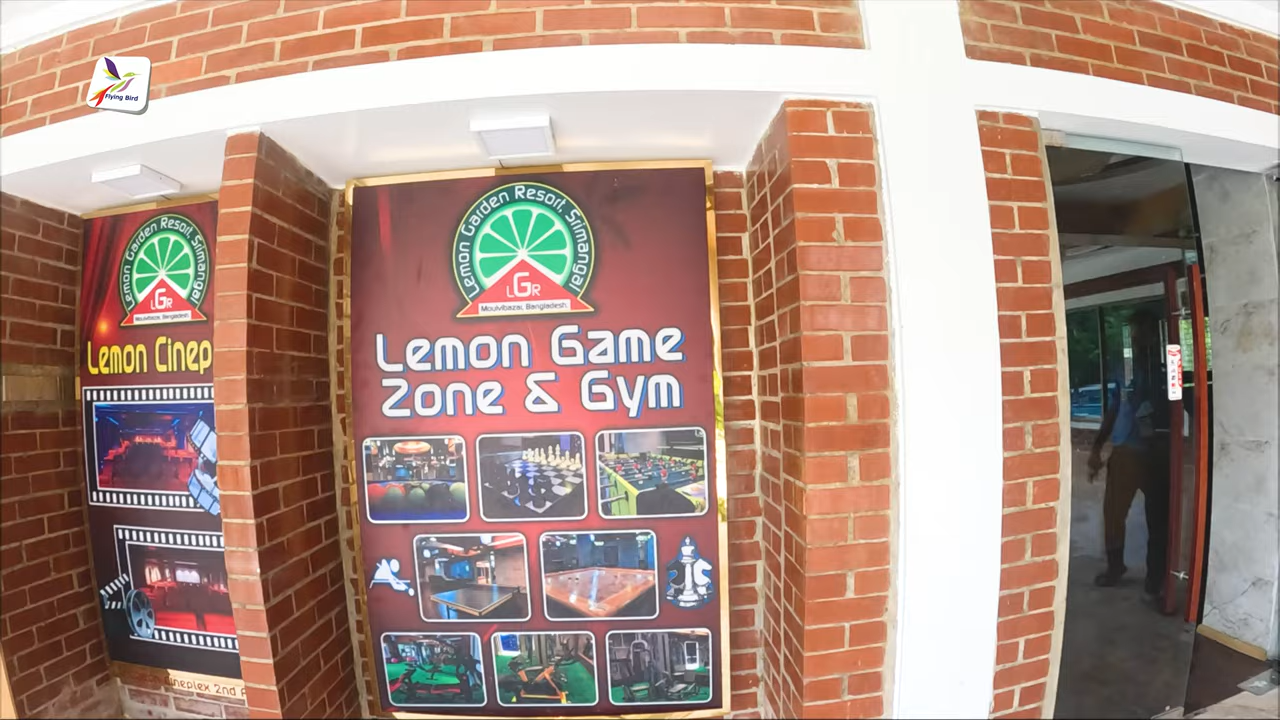 Flying Bird
Lemon Garden Resort, Srimangal
LGR
Moulvibazar, Bangladesh.
Lemon Cinep
Lemon Garden Resort, Srimangal
LGR
Moulvibazar, Bangladesh.
Lemon Game
Zone & Gym